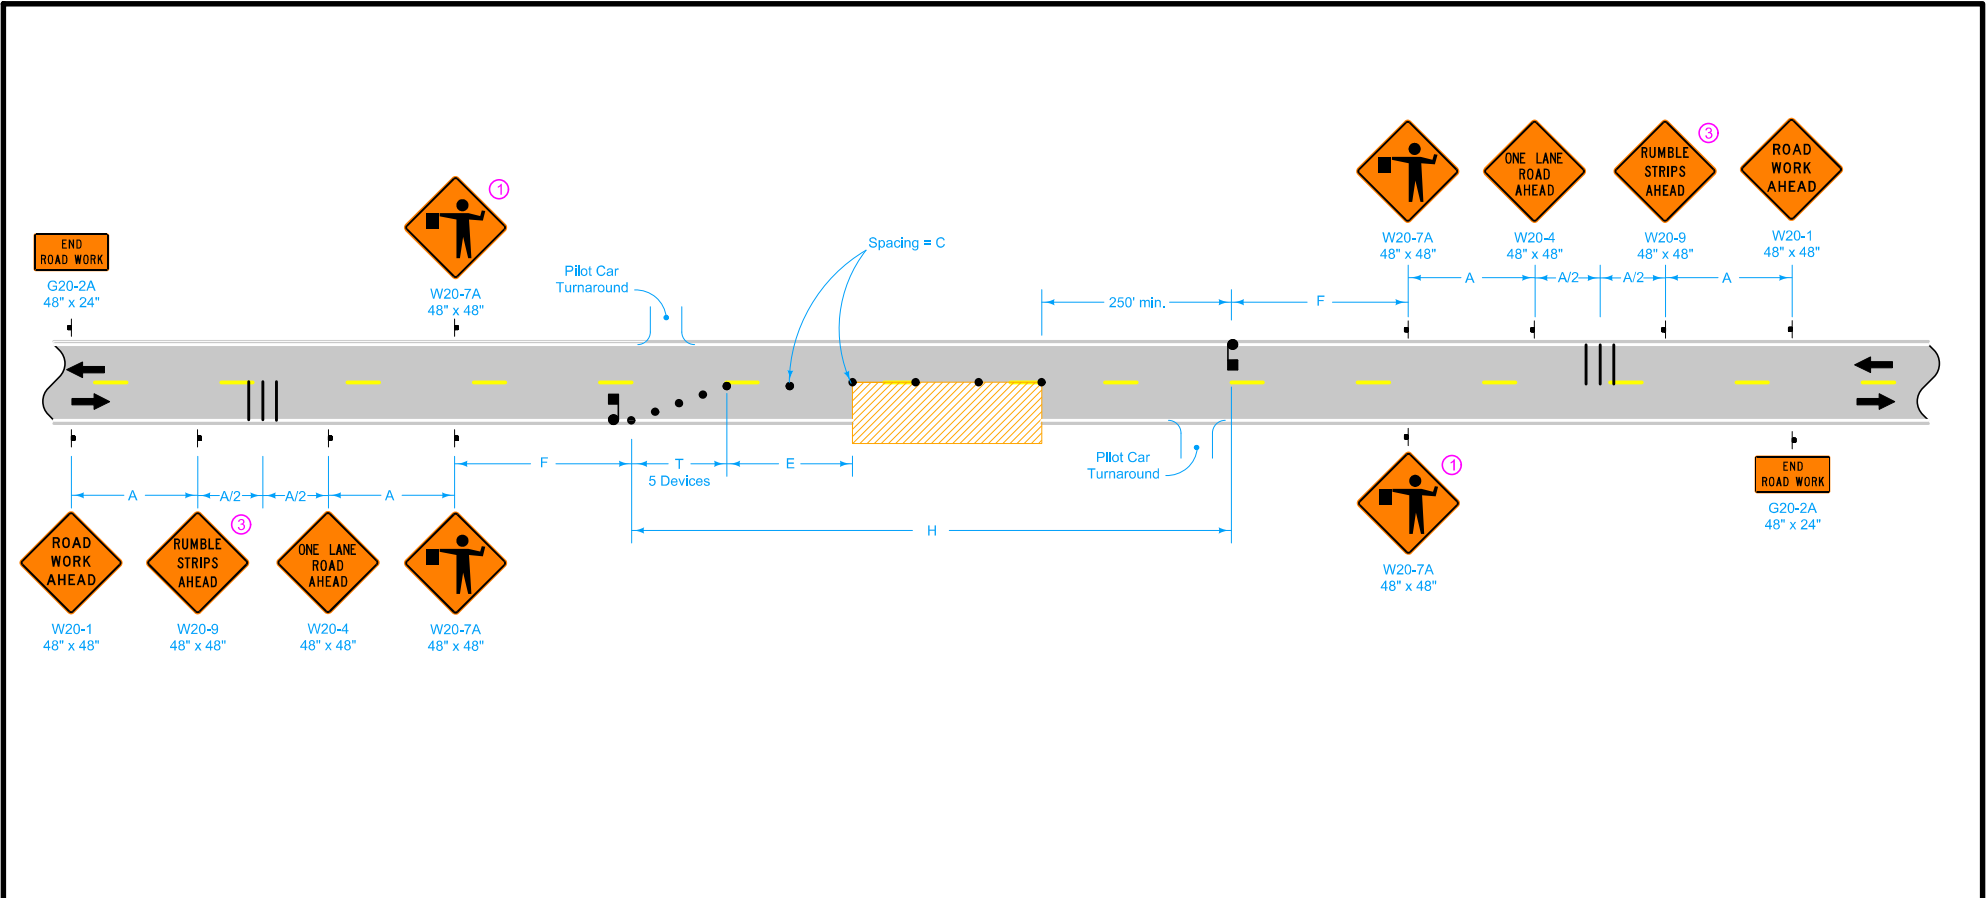 3
1
ROAD
WORK
AHEAD
RUMBLE
STRIPS
AHEAD
ONE LANE
ROAD
AHEAD
W20-7A
48" x 48"
W20-4
48" x 48"
W20-9
48" x 48"
W20-1
48" x 48"
END
ROAD WORK
G20-2A
48" x 24"
W20-7A
48" x 48"
Spacing = C
Pilot Car
Turnaround
A
A/2
A/2
A
250' min.
F
F
T
5 Devices
E
Pilot Car
Turnaround
1
END
ROAD WORK
G20-2A
48" x 24"
A
A/2
A/2
A
3
H
ROAD
WORK
AHEAD
RUMBLE
STRIPS
AHEAD
ONE LANE
ROAD
AHEAD
W20-7A
48" x 48"
W20-1
48" x 48"
W20-9
48" x 48"
W20-4
48" x 48"
W20-7A
48" x 48"